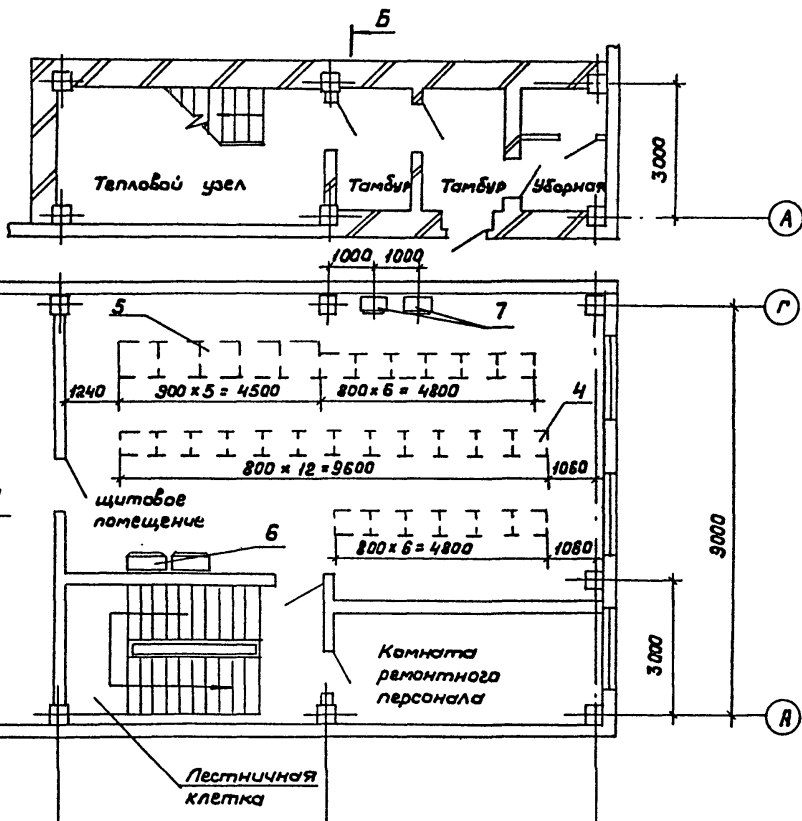 Б
Тепловой узел
Тамбур
Тамбур
Уборная
3000
А
1000
1000
7
Г
5
1240
900 × 5 = 4500
800 × 6 = 4800
4
800 × 12 = 9600
1060
щитовое
помещение
6
800 × 6 = 4800
1060
9000
3000
Комната
ремонтного
персонала
А
Лестничная
клетка